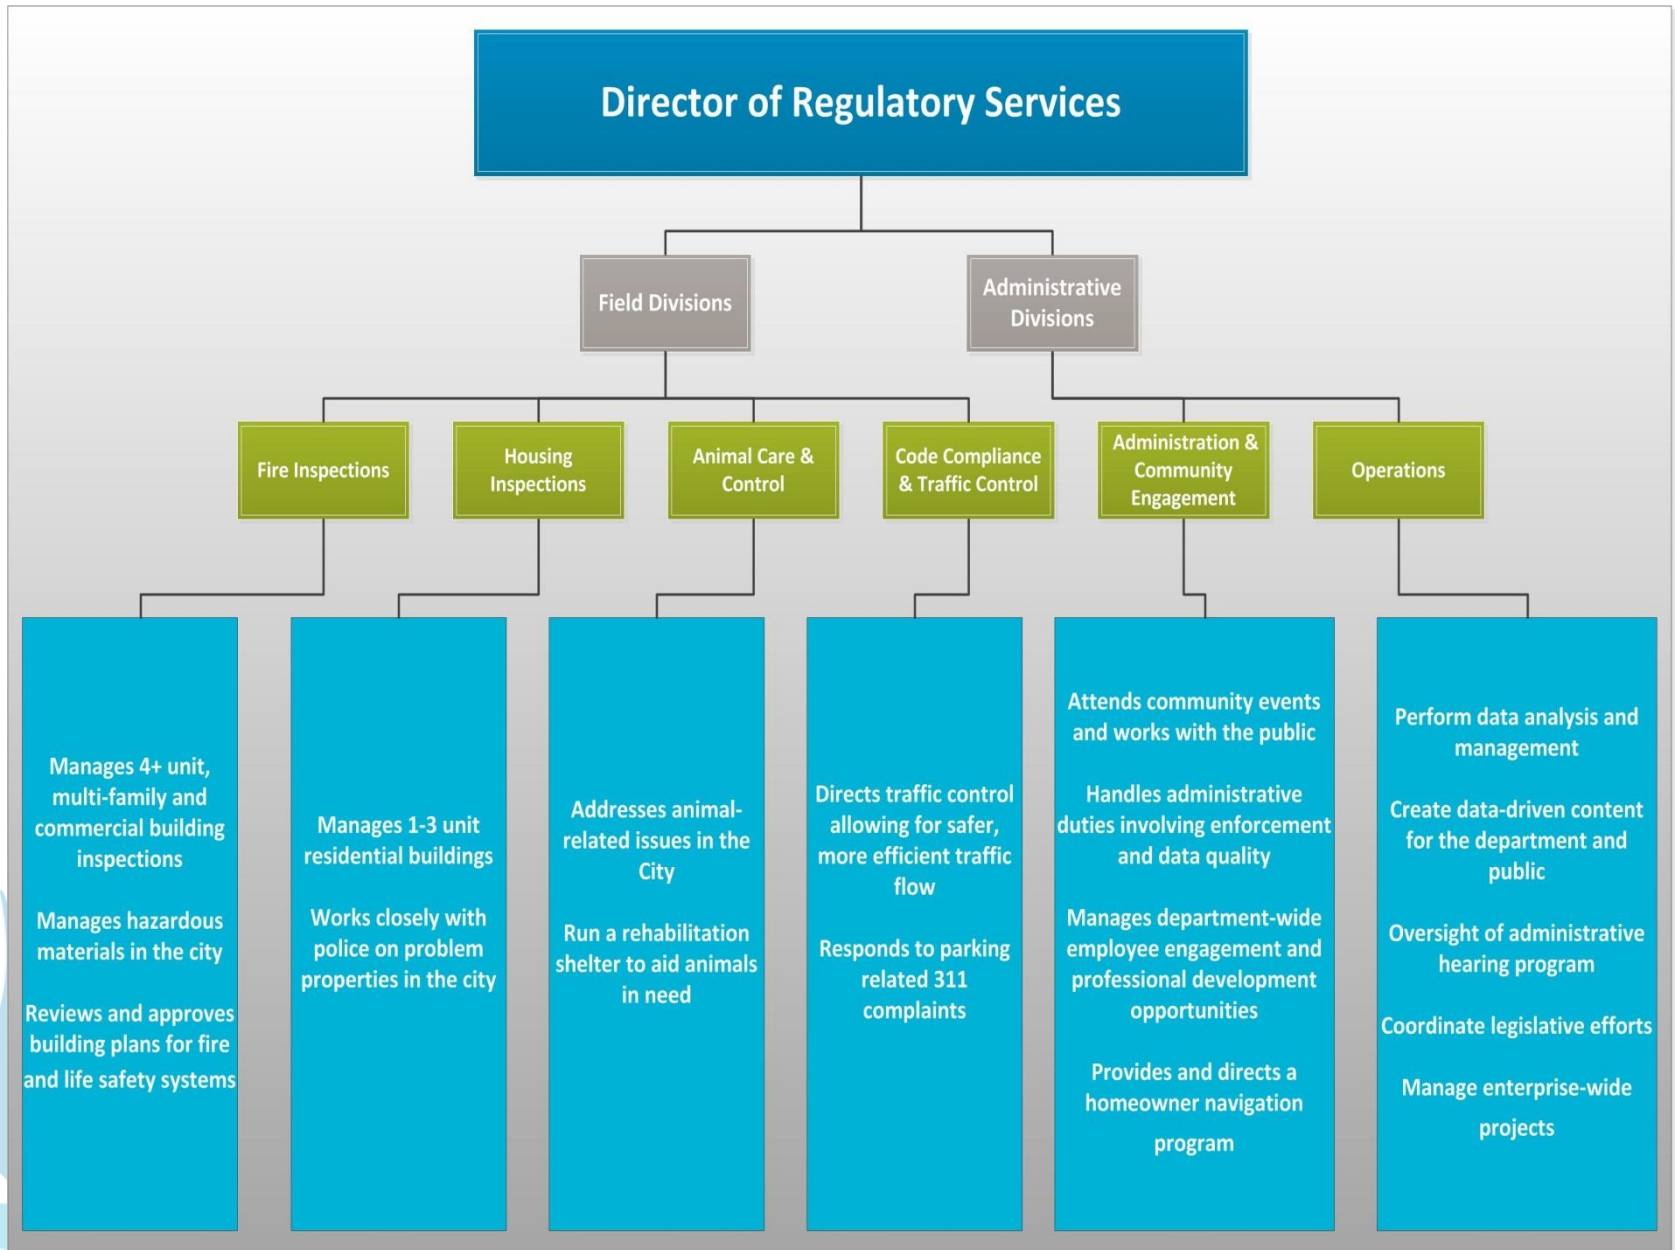 Director of Regulatory Services
Field Divisions
Administrative
Divisions
Fire Inspections
Housing
Inspections
Animal Care &
Control
Code Compliance
& Traffic Control
Administration &
Community
Engagement
Operations
Manages 4+ unit,
multi-family and
commercial building
inspections
Manages hazardous
materials in the city
Reviews and approves
building plans for fire
and life safety systems
Manages 1-3 unit
residential buildings
Works closely with
police on problem
properties in the city
Addresses animal-
related issues in the
City
Run a rehabilitation
shelter to aid animals
in need
Directs traffic control
allowing for safer,
more efficient traffic
flow
Responds to parking
related 311
complaints
Attends community events
and works with the public
Handles administrative
duties involving enforcement
and data quality
Manages department-wide
employee engagement and
professional development
opportunities
Provides and directs a
homeowner navigation
program
Perform data analysis and
management
Create data-driven content
for the department and
public
Oversight of administrative
hearing program
Coordinate legislative efforts
Manage enterprise-wide
projects